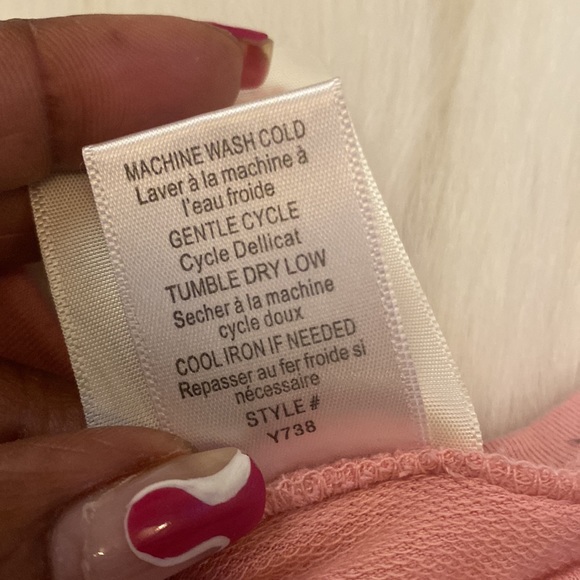 MACHINE WASH COLD
Laver à la machine à
l'eau froide
GENTLE CYCLE
Cycle Dellicat
TUMBLE DRY LOW
Secher à la machine
cycle doux
COOL IRON IF NEEDED
Repasser au fer froide si
nécessaire
STYLE #
Y738